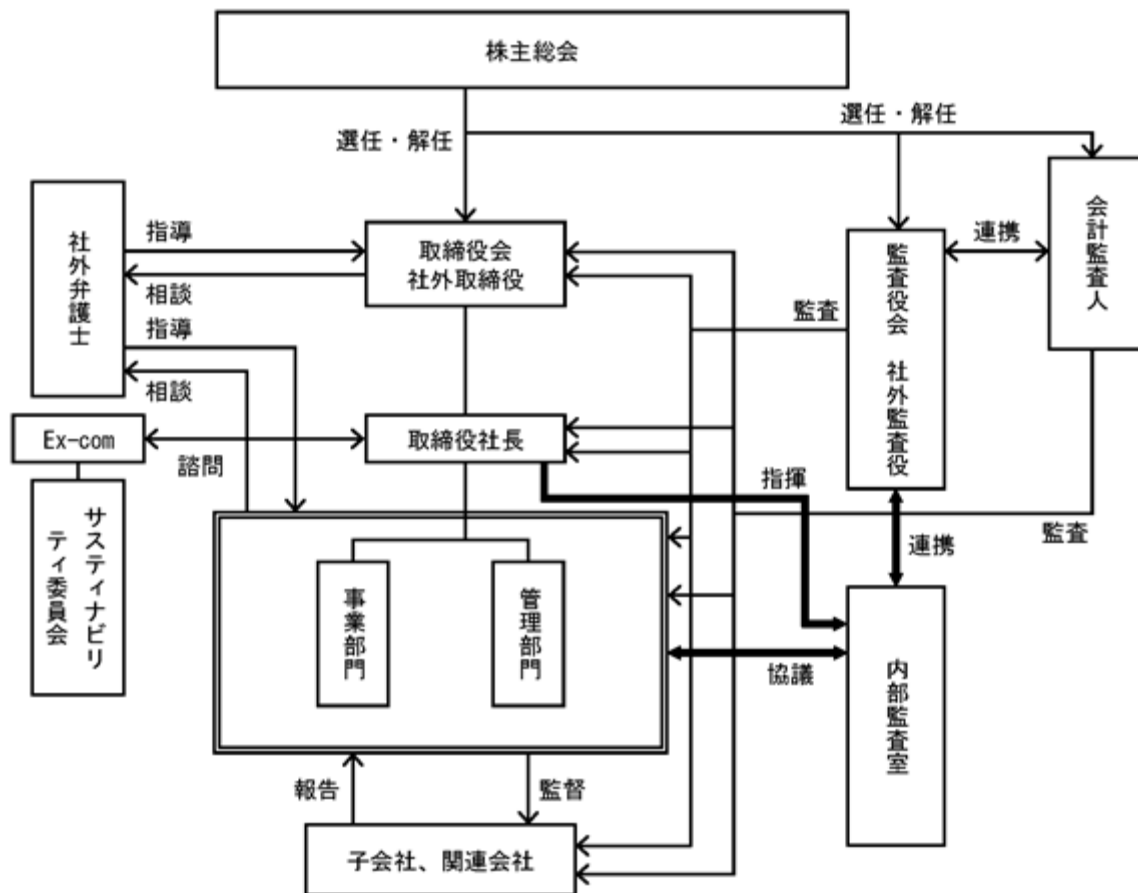 株主総会
選任・解任
選任・解任
社外弁護士
指導
相談
指導
相談
取締役会
社外取締役
監査役会 社外監査役
連携
会計監査人
監査
Ex-com
諮問
取締役社長
指揮
連携
監査
サスティナビリ
ティ委員会
事業部門
管理部門
協議
内部監査室
報告
監督
子会社、関連会社